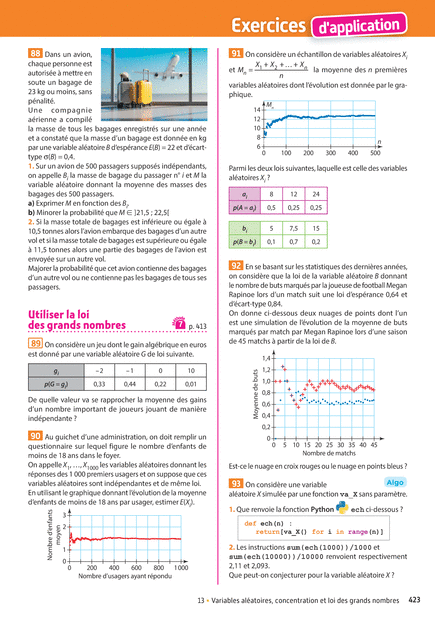 Exercices d'application
88 Dans un avion,
chaque personne est
autorisée à mettre en
soute un bagage de
23 kg ou moins, sans
pénalité.
Une compagnie
aérienne a compilé
la masse de tous les bagages enregistrés sur une année
et a constaté que la masse d'un bagage est donnée en kg
par une variable aléatoire B d'espérance E(B) = 22 et d'écart-
type σ(B) = 0,4.
1. Sur un avion de 500 passagers supposés indépendants,
on appelle Bi la masse de bagage du passager n° i et M la
variable aléatoire donnant la moyenne des masses des
bagages des 500 passagers.
a) Exprimer M en fonction des Bi.
b) Minorer la probabilité que M ∈ ]21,5 ; 22,5[
2. Si la masse totale de bagages est inférieure ou égale à
10,5 tonnes alors l'avion embarque des bagages d'un autre
vol et si la masse totale de bagages est supérieure ou égale
à 11,5 tonnes alors une partie des bagages de l'avion est
envoyée sur un autre vol.
Majorer la probabilité que cet avion contienne des bagages
d'un autre vol ou ne contienne pas les bagages de tous ses
passagers.
Utiliser la loi
des grands nombres
7 p. 413
89 On considère un jeu dont le gain algébrique en euros
est donné par une variable aléatoire G de loi suivante.
gi −2 −1 0 10
p(G = gi) 0,33 0,44 0,22 0,01
De quelle valeur va se rapprocher la moyenne des gains
d'un nombre important de joueurs jouant de manière
indépendante ?
90 Au guichet d'une administration, on doit remplir un
questionnaire sur lequel figure le nombre d'enfants de
moins de 18 ans dans le foyer.
On appelle X1, ..., X1000 les variables aléatoires donnant les
réponses des 1 000 premiers usagers et on suppose que ces
variables aléatoires sont indépendantes et de même loi.
En utilisant le graphique donnant l'évolution de la moyenne
d'enfants de moins de 18 ans par usager, estimer E(Xi).
Nombre d'enfants
moyen
3
2
1
0
0 200 400 600 800 1 000
Nombre d'usagers ayant répondu
91 On considère un échantillon de variables aléatoires Xi
et Mn = X1 + X2 + ... + Xn / n la moyenne des n premières
variables aléatoires dont l'évolution est donnée par le gra-
phique.
Mn
14
12
10
8
6
0 100 200 300 400 500
n
Parmi les deux lois suivantes, laquelle est celle des variables
aléatoires Xi ?
ai 8 12 24
p(A = ai) 0,5 0,25 0,25
bi 5 7,5 15
p(B = bi) 0,1 0,7 0,2
92 En se basant sur les statistiques des dernières années,
on considère que la loi de la variable aléatoire B donnant
le nombre de buts marqués par la joueuse de football Megan
Rapinoe lors d'un match suit une loi d'espérance 0,64 et
d'écart-type 0,84.
On donne ci-dessous deux nuages de points dont l'un
est une simulation de l'évolution de la moyenne de buts
marqués par match par Megan Rapinoe lors d'une saison
de 45 matchs à partir de la loi de B.
Moyenne de buts
1,4
1,2
1,0
0,8
0,6
0,4
0,2
0
0 5 10 15 20 25 30 35 40 45
Nombre de matchs
Est-ce le nuage en croix rouges ou le nuage en points bleus ?
93 On considère une variable Algo
aléatoire X simulée par une fonction va_X sans paramètre.
1. Que renvoie la fonction Python ech ci-dessous ?
def ech(n) :
return[va_X() for i in range(n)]
2. Les instructions sum(ech(1000))/1000 et
sum(ech(10000))/10000 renvoient respectivement
2,11 et 2,093.
Que peut-on conjecturer pour la variable aléatoire X ?
13 • Variables aléatoires, concentration et loi des grands nombres 423